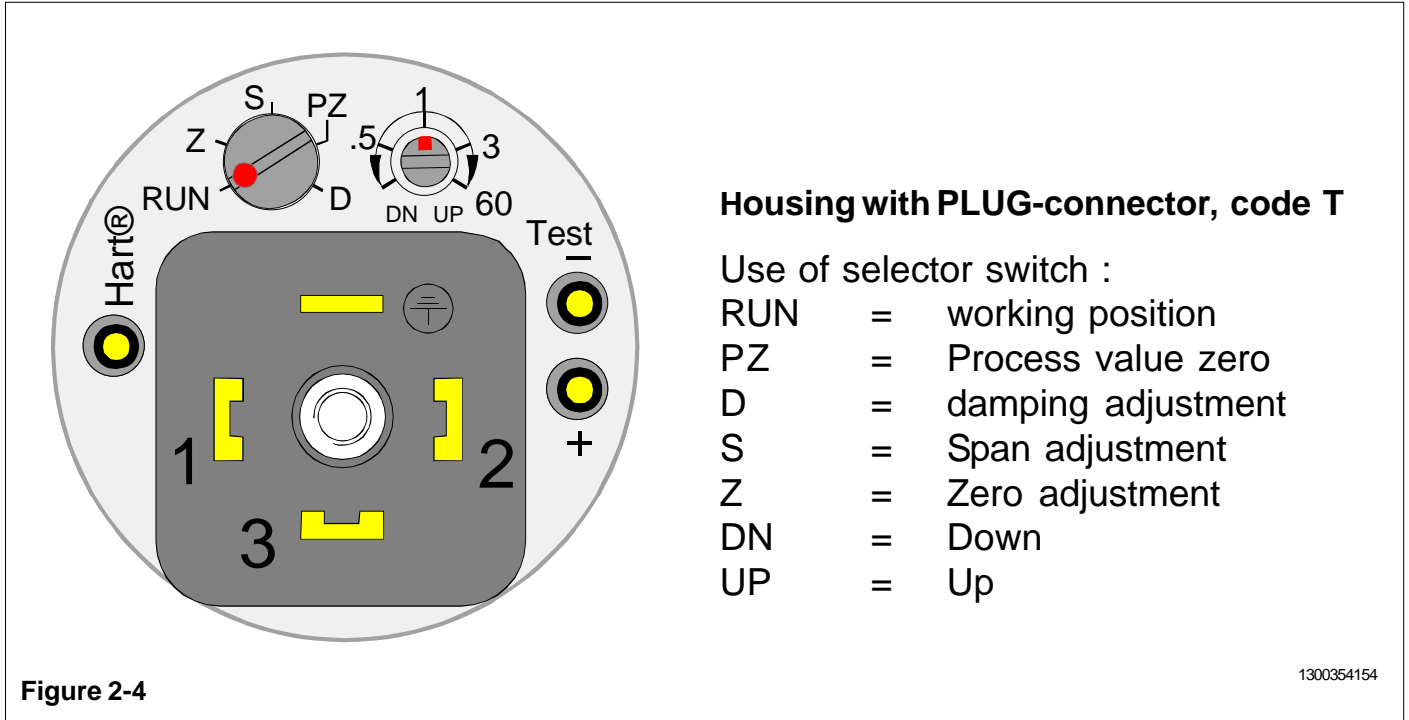 S
PZ
Z
RUN
D
1
.5
3
60
DN UP
Hart®
Test
−
+
1
2
3
Housing with PLUG-connector, code T
Use of selector switch :
RUN = working position
PZ = Process value zero
D = damping adjustment
S = Span adjustment
Z = Zero adjustment
DN = Down
UP = Up
1300354154
Figure 2-4